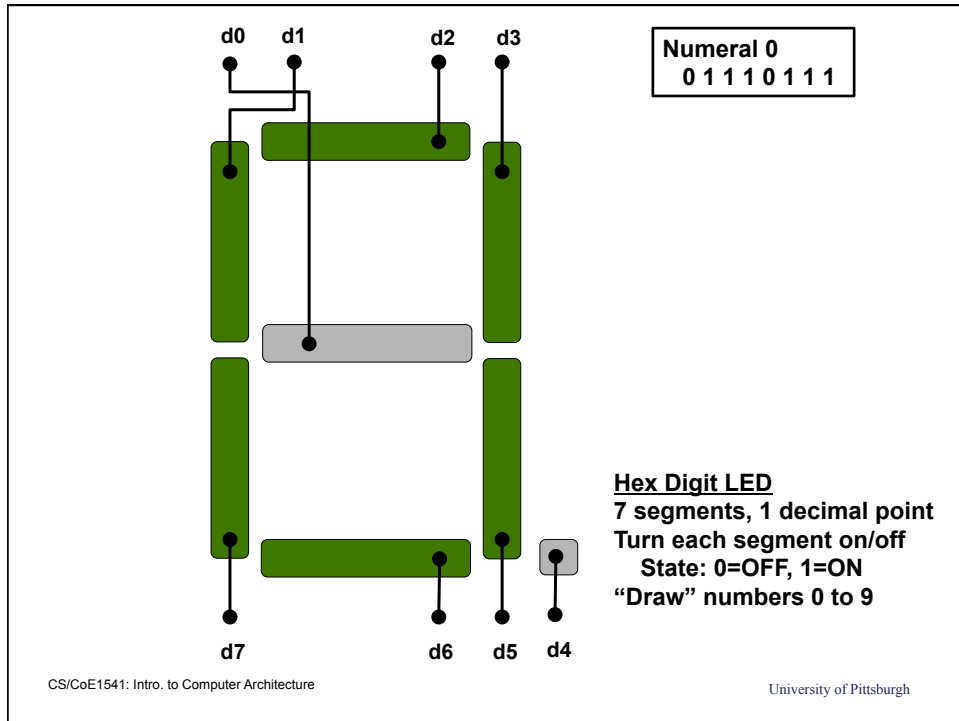 d0 d1 d2 d3
Numeral 0
0 1 1 1 0 1 1 1
Hex Digit LED
7 segments, 1 decimal point
Turn each segment on/off
State: 0=OFF, 1=ON
“Draw” numbers 0 to 9
d7 d6 d5 d4
CS/CoE1541: Intro. to Computer Architecture
University of Pittsburgh